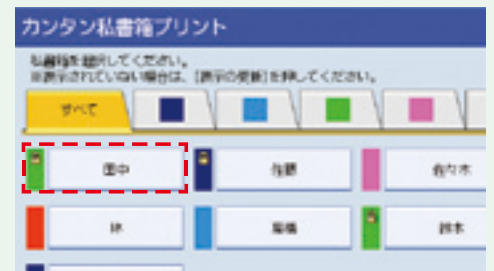 カンタン私書箱プリント
私書箱を選択してください。
※表示されていない場合は、[表示の更新]を押してください。
すべて
田中
佐藤
佐々木
林
高橋
鈴木